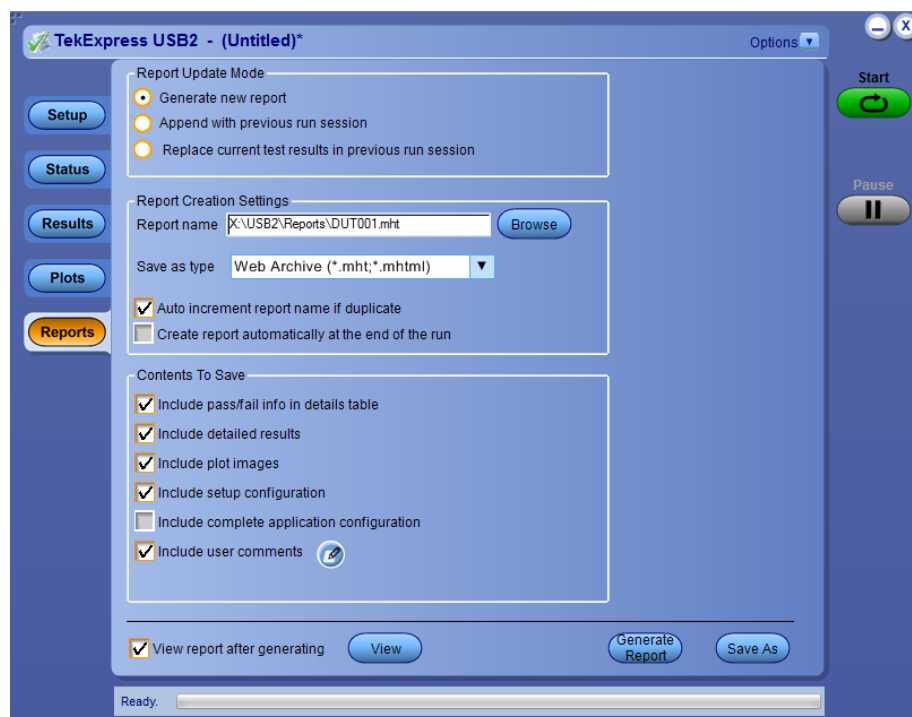 TekExpress USB2 - (Untitled)*
Options
Start
Pause
Setup
Status
Results
Plots
Reports
Report Update Mode
Generate new report
Append with previous run session
Replace current test results in previous run session
Report Creation Settings
Report name X:\USB2\Reports\DUT001.mht Browse
Save as type Web Archive (*.mht;*.mhtml)
Auto increment report name if duplicate
Create report automatically at the end of the run
Contents To Save
Include pass/fail info in details table
Include detailed results
Include plot images
Include setup configuration
Include complete application configuration
Include user comments
View report after generating View
Generate
Report
Save As
Ready.